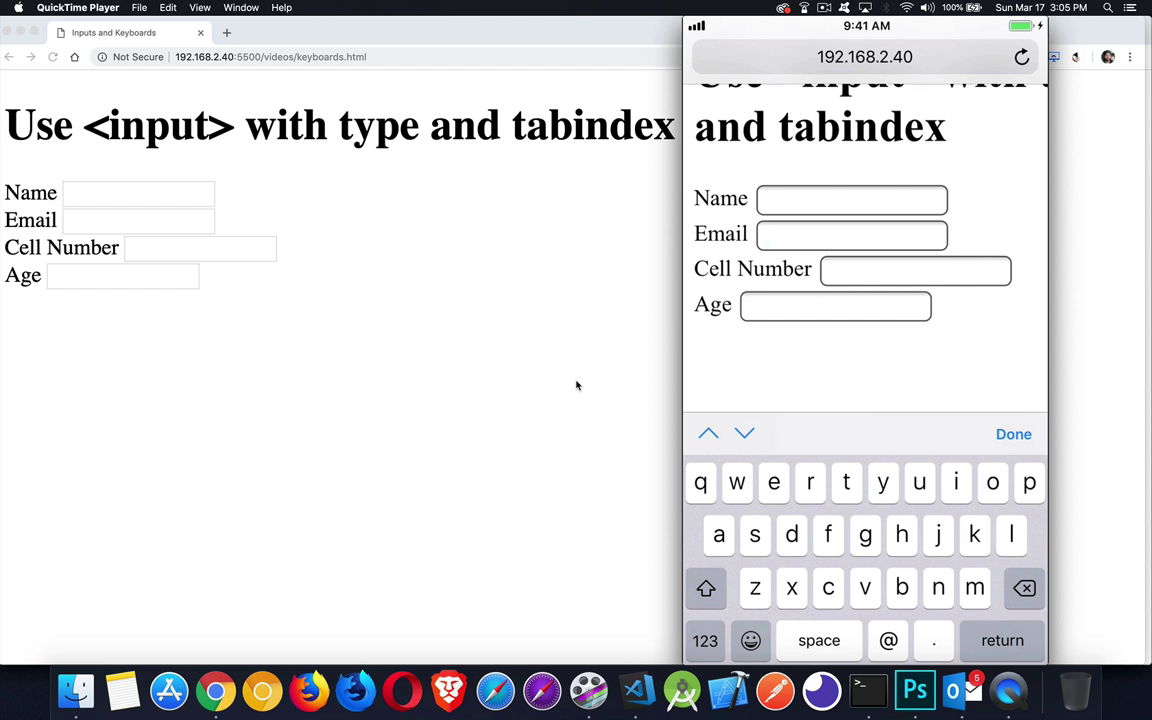 QuickTime Player File Edit View Window Help
100% Sun Mar 17 3:05 PM
Inputs and Keyboards
Not Secure 192.168.2.40:5500/videos/keyboards.html
Use <input> with type and tabindex
Name
Email
Cell Number
Age
9:41 AM
192.168.2.40
Use <input> with
and tabindex
Name
Email
Cell Number
Age
Done
q w e r t y u i o p
a s d f g h j k l
z x c v b n m
123 space @ . return
>_ Ps o 5